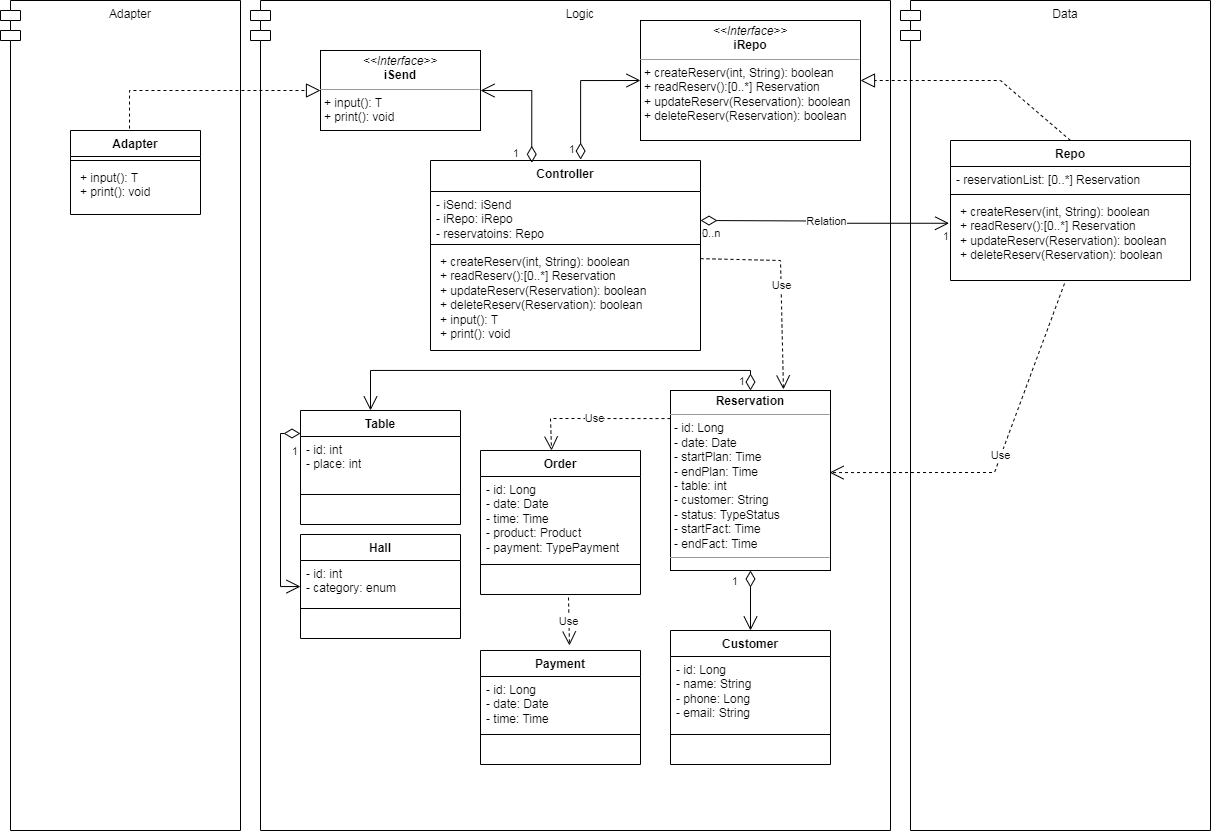 Adapter
Logic
Data
<<Interface>>
iSend
+ input(): T
+ print(): void
<<Interface>>
iRepo
+ createReserv(int, String): boolean
+ readReserv():[0..*] Reservation
+ updateReserv(Reservation): boolean
+ deleteReserv(Reservation): boolean
Adapter
+ input(): T
+ print(): void
1
1
Controller
- iSend: iSend
- iRepo: iRepo
- reservatoins: Repo
+ createReserv(int, String): boolean
+ readReserv():[0..*] Reservation
+ updateReserv(Reservation): boolean
+ deleteReserv(Reservation): boolean
+ input(): T
+ print(): void
0..n
Relation
1
Repo
- reservationList: [0..*] Reservation
+ createReserv(int, String): boolean
+ readReserv():[0..*] Reservation
+ updateReserv(Reservation): boolean
+ deleteReserv(Reservation): boolean
Use
1
Reservation
- id: Long
- date: Date
- startPlan: Time
- endPlan: Time
- table: int
- customer: String
- status: TypeStatus
- startFact: Time
- endFact: Time
Use
Use
Table
- id: int
- place: int
1
Order
- id: Long
- date: Date
- time: Time
- product: Product
- payment: TypePayment
Hall
- id: int
- category: enum
1
Use
Payment
- id: Long
- date: Date
- time: Time
Customer
- id: Long
- name: String
- phone: Long
- email: String